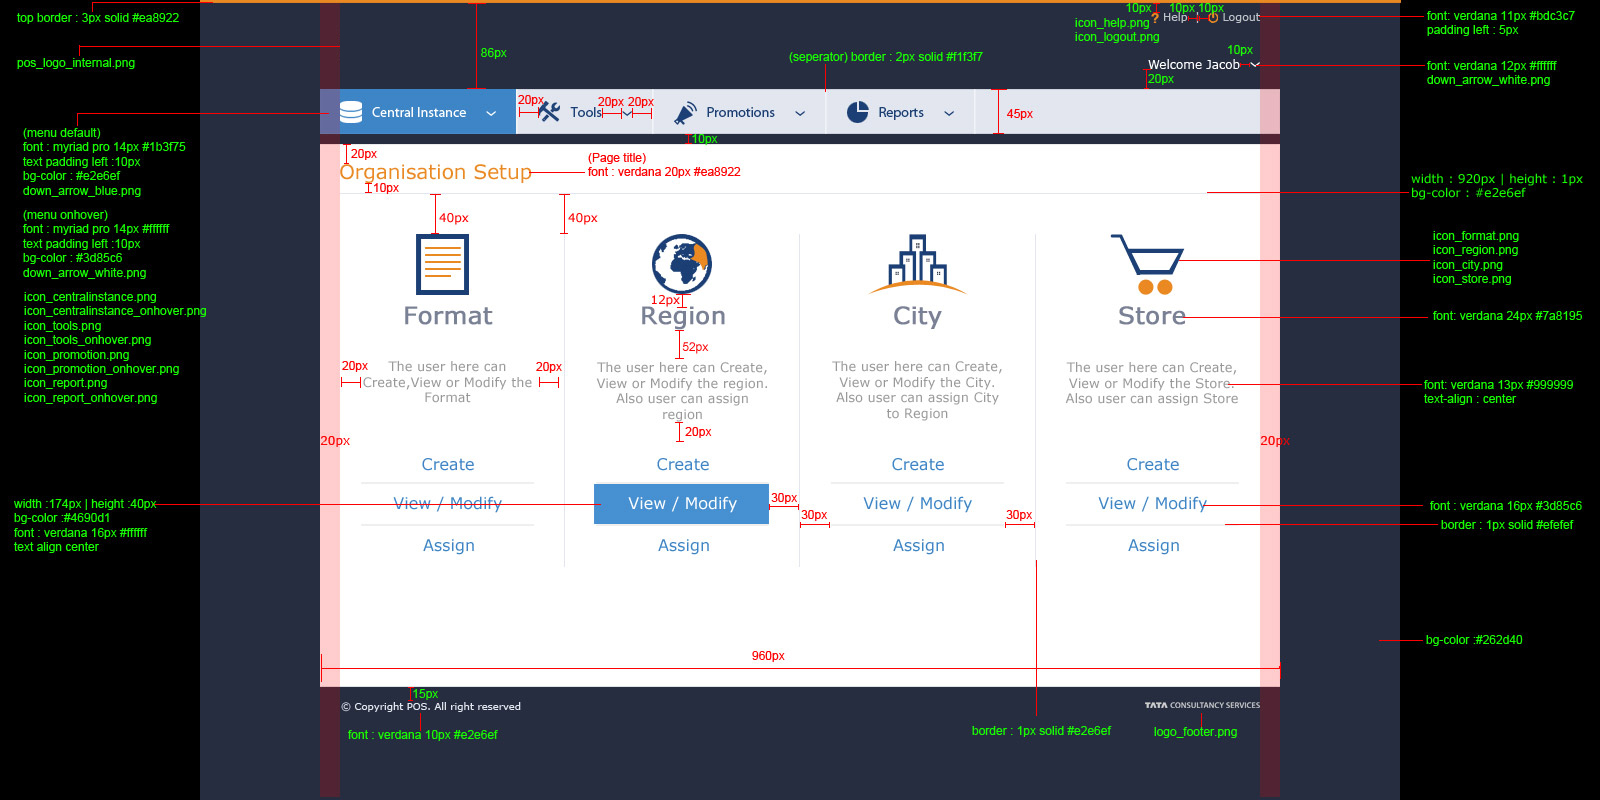 top border : 3px solid #ea8922
10px
10px 10px
icon_help.png
icon_logout.png
? Help | Logout
font: verdana 11px #bdc3c7
padding left : 5px
pos_logo_internal.png
86px
(seperator) border : 2px solid #f1f3f7
10px
Welcome Jacob
20px
font: verdana 12px #ffffff
down_arrow_white.png
Central Instance
20px
Tools
20px 20px
Promotions
Reports
45px
10px
(menu default)
font : myriad pro 14px #1b3f75
text padding left :10px
bg-color : #e2e6ef
down_arrow_blue.png
(menu onhover)
font : myriad pro 14px #ffffff
text padding left :10px
bg-color : #3d85c6
down_arrow_white.png
icon_centralinstance.png
icon_centralinstance_onhover.png
icon_tools.png
icon_tools_onhover.png
icon_promotion.png
icon_promotion_onhover.png
icon_report.png
icon_report_onhover.png
20px
Organisation Setup
(Page title)
font : verdana 20px #ea8922
10px
width : 920px | height : 1px
bg-color : #e2e6ef
40px
40px
icon_format.png
icon_region.png
icon_city.png
icon_store.png
12px
Format
Region
City
Store
font: verdana 24px #7a8195
52px
20px
The user here can
Create,View or Modify the
Format
20px
The user here can Create,
View or Modify the region.
Also user can assign
region
The user here can Create,
View or Modify the City.
Also user can assign City
to Region
The user here can Create,
View or Modify the Store.
Also user can assign Store
font: verdana 13px #999999
text-align : center
20px
20px
20px
Create
Create
Create
Create
View / Modify
View / Modify
View / Modify
View / Modify
30px
30px
30px
Assign
Assign
Assign
Assign
width :174px | height :40px
bg-color :#4690d1
font : verdana 16px #ffffff
text align center
font : verdana 16px #3d85c6
border : 1px solid #efefef
bg-color :#262d40
960px
15px
© Copyright POS. All right reserved
font : verdana 10px #e2e6ef
border : 1px solid #e2e6ef
TATA CONSULTANCY SERVICES
logo_footer.png